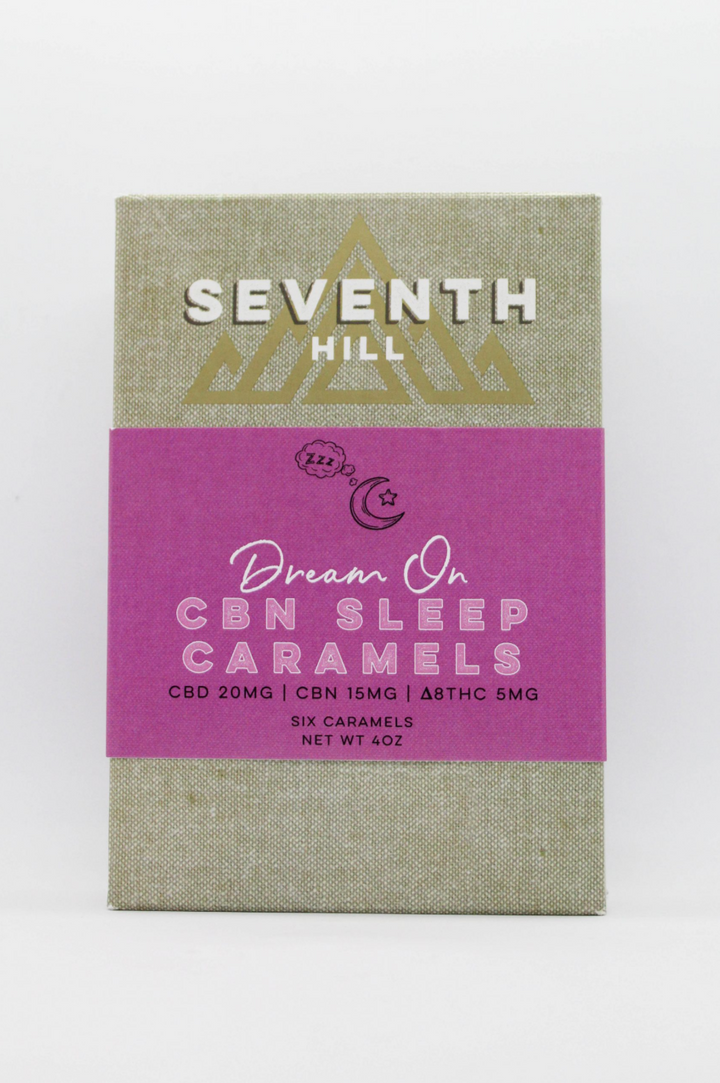 SEVENTH
HILL
Zzz
Dream On
CBN SLEEP
CARAMELS
CBD 20MG | CBN 15MG | Δ8THC 5MG
SIX CARAMELS
NET WT 4OZ